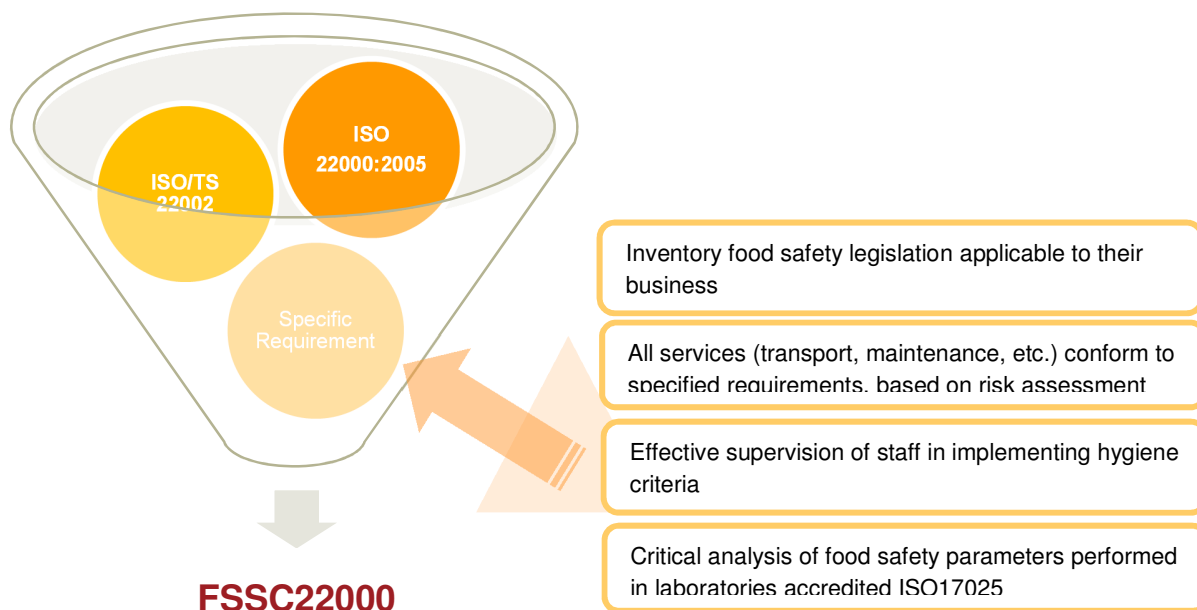 ISO
22000:2005
ISO/TS
22002
Specific
Requirement
FSSC22000
Inventory food safety legislation applicable to their
business
All services (transport, maintenance, etc.) conform to
specified requirements, based on risk assessment
Effective supervision of staff in implementing hygiene
criteria
Critical analysis of food safety parameters performed
in laboratories accredited ISO17025